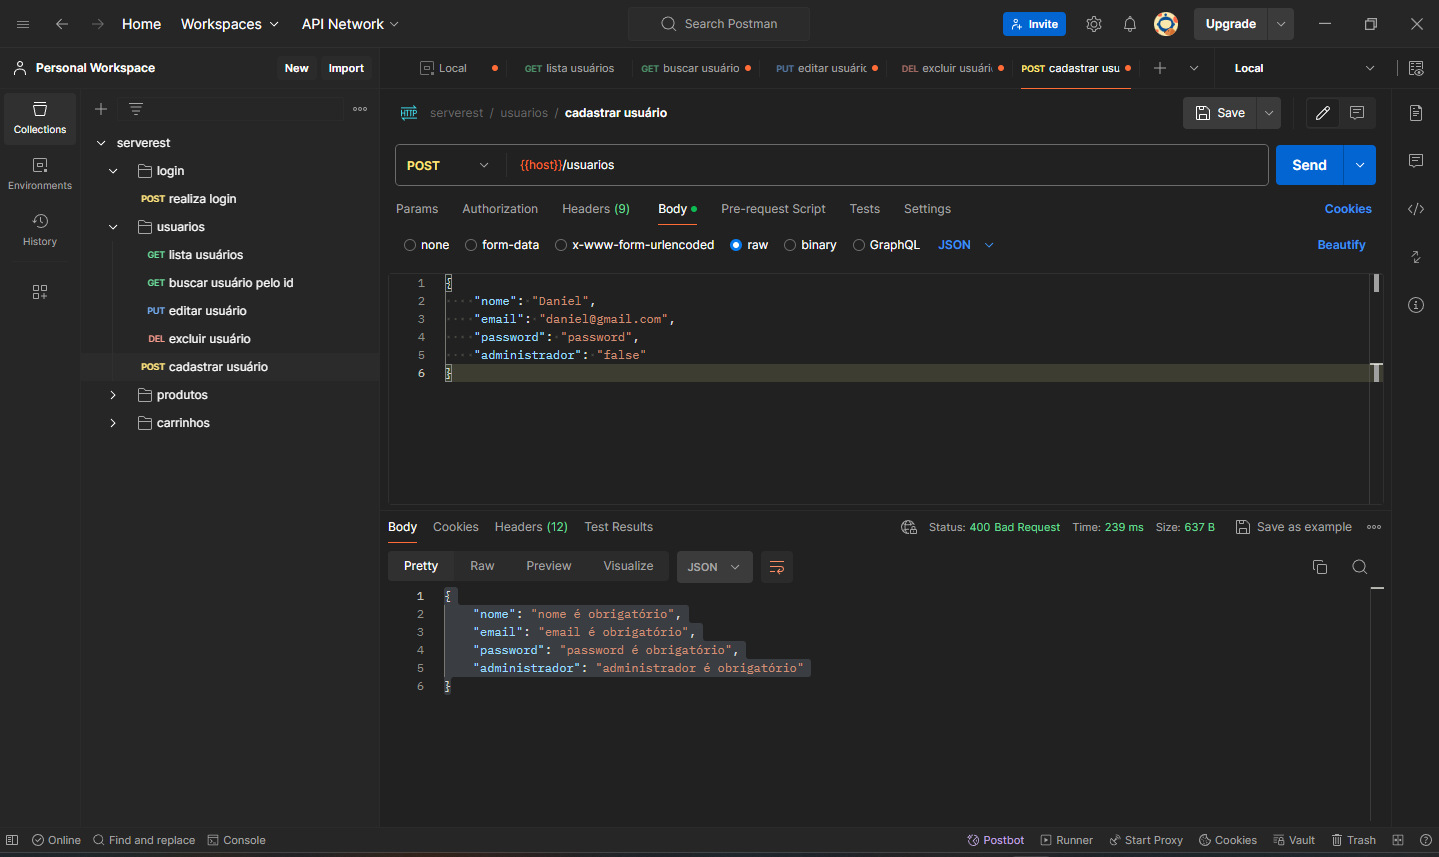 Home Workspaces API Network Search Postman Invite Upgrade
Personal Workspace New Import Local GET lista usuários GET buscar usuário PUT editar usuári DEL excluir usuári POST cadastrar usu Local
Collections
Environments
History
serverest
login
POST realiza login
usuarios
GET lista usuários
GET buscar usuário pelo id
PUT editar usuário
DEL excluir usuário
POST cadastrar usuário
produtos
carrinhos
HTTP serverest / usuarios / cadastrar usuário Save
POST {{host}}/usuarios Send
Params Authorization Headers (9) Body Pre-request Script Tests Settings Cookies
none form-data x-www-form-urlencoded raw binary GraphQL JSON Beautify
1 {
2 "nome": "Daniel",
3 "email": "daniel@gmail.com",
4 "password": "password",
5 "administrador": "false"
6 }
Body Cookies Headers (12) Test Results Status: 400 Bad Request Time: 239 ms Size: 637 B Save as example
Pretty Raw Preview Visualize JSON
1 {
2 "nome": "nome é obrigatório",
3 "email": "email é obrigatório",
4 "password": "password é obrigatório",
5 "administrador": "administrador é obrigatório"
6 }
Online Find and replace Console Postbot Runner Start Proxy Cookies Vault Trash